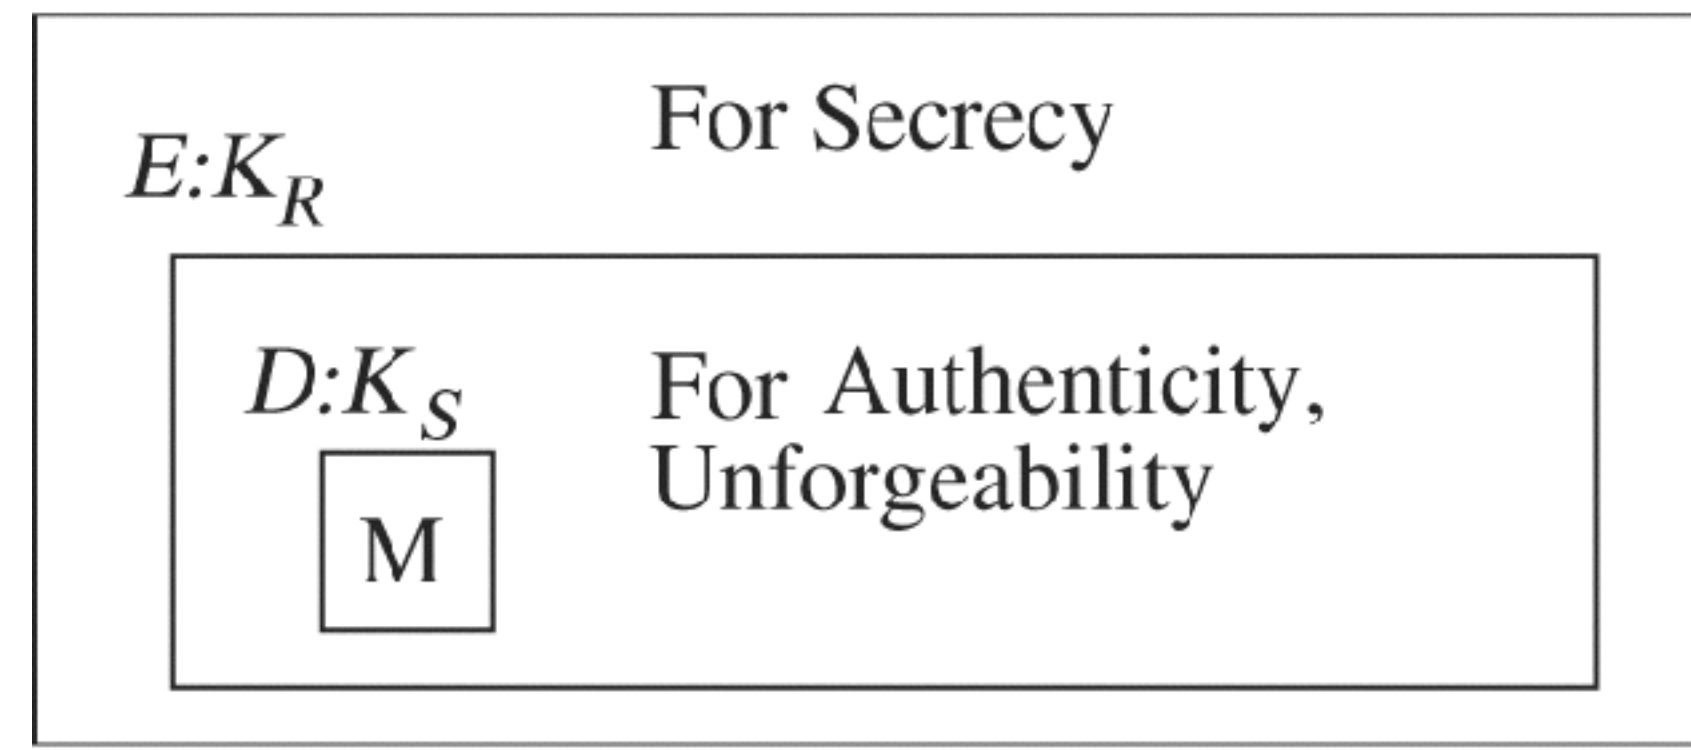 For Secrecy
E:K_R
D:K_S For Authenticity,
Unforgeability
M